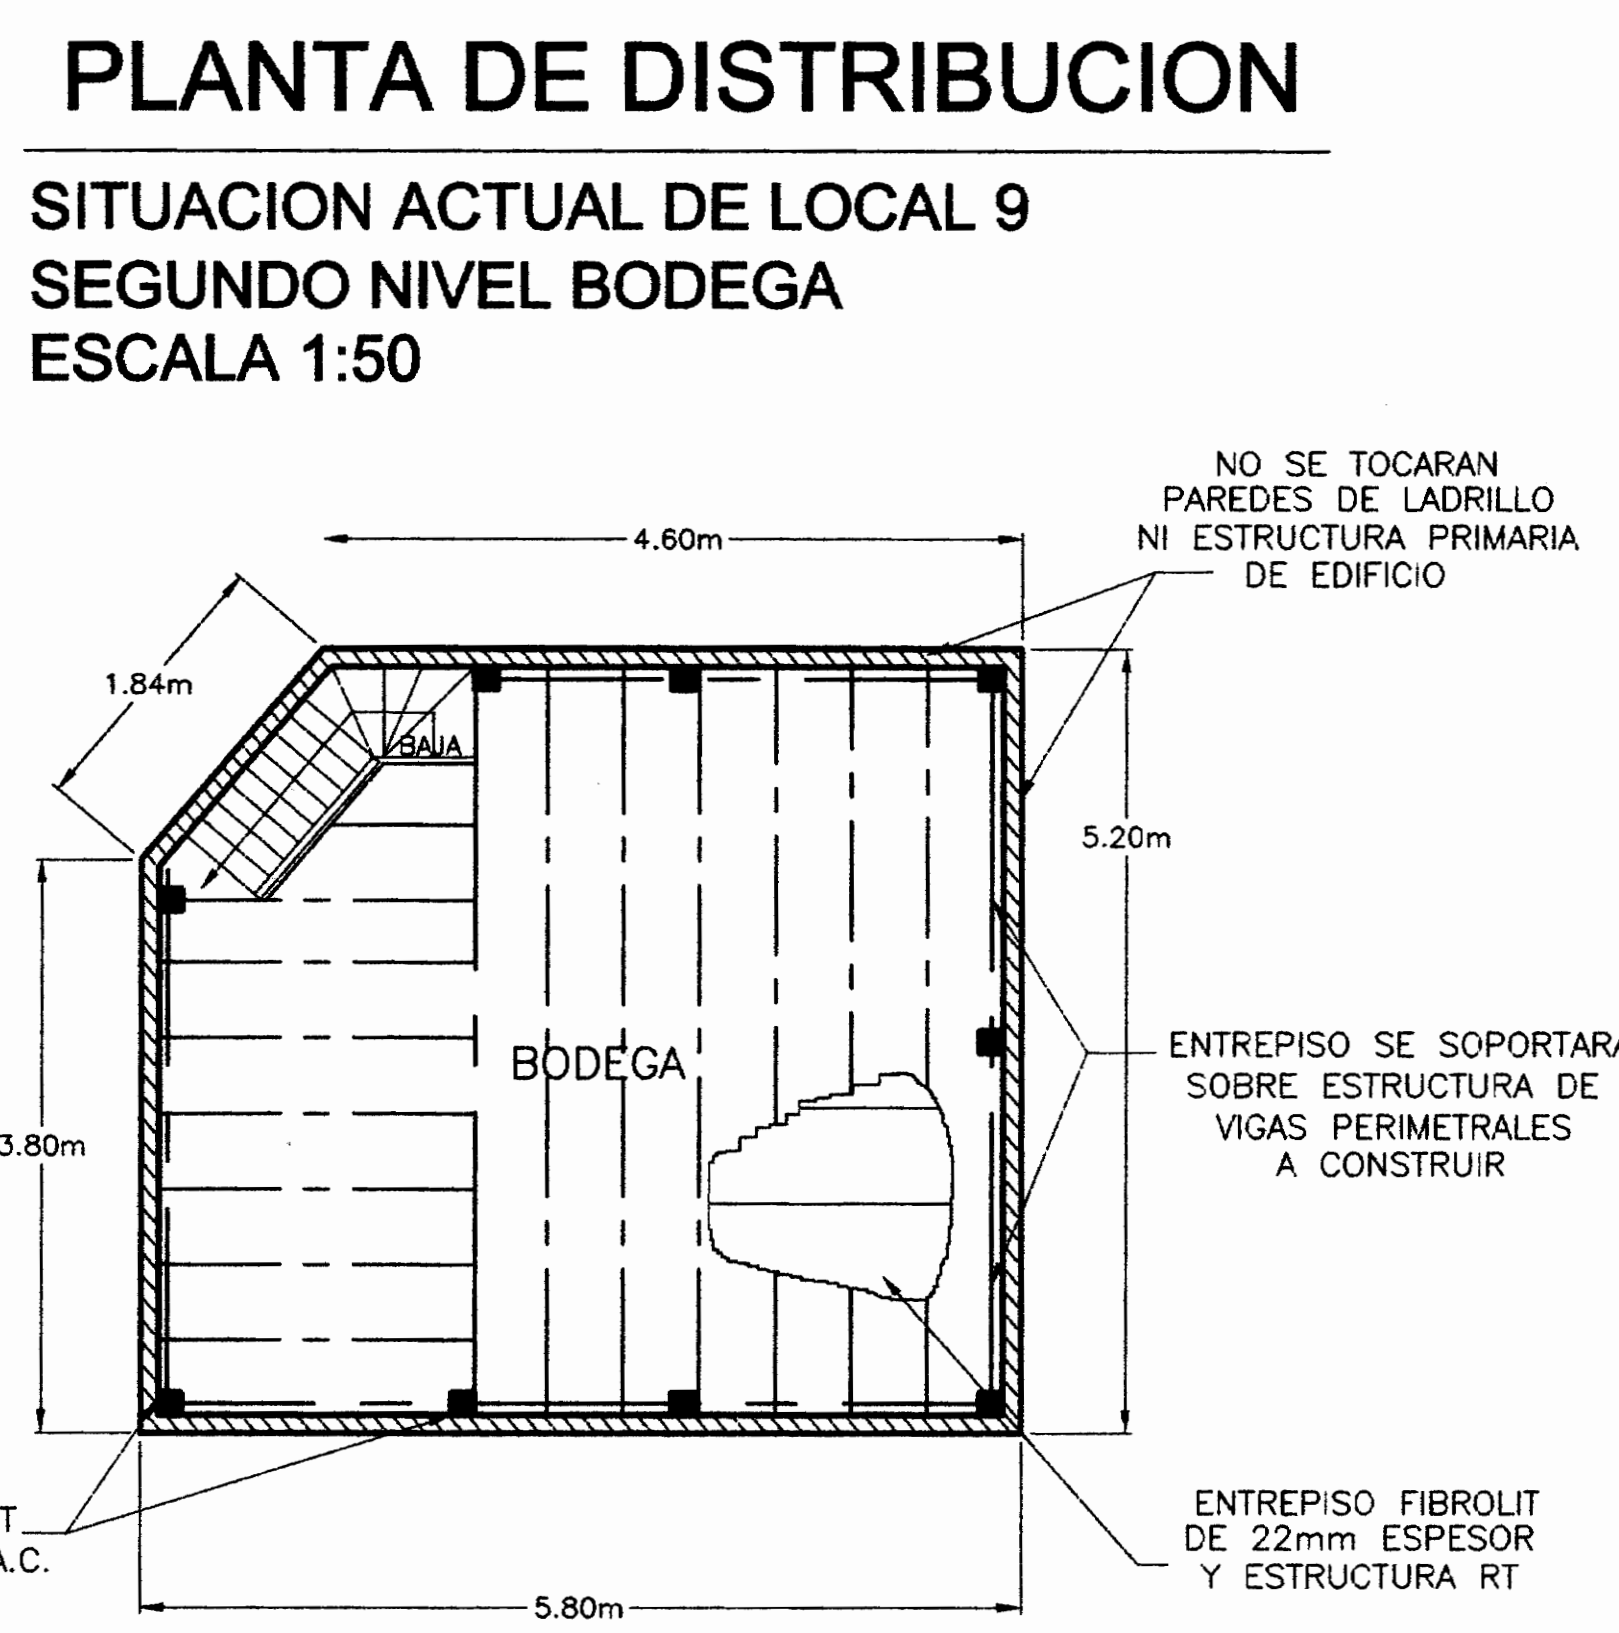 PLANTA DE DISTRIBUCION
SITUACION ACTUAL DE LOCAL 9
SEGUNDO NIVEL BODEGA
ESCALA 1:50
NO SE TOCARAN
PAREDES DE LADRILLO
NI ESTRUCTURA PRIMARIA
DE EDIFICIO
4.60m
1.84m
BAJA
5.20m
BODEGA
ENTREPISO SE SOPORTARA
SOBRE ESTRUCTURA DE
VIGAS PERIMETRALES
A CONSTRUIR
3.80m
T
A.C.
ENTREPISO FIBROLIT
DE 22mm ESPESOR
Y ESTRUCTURA RT
5.80m